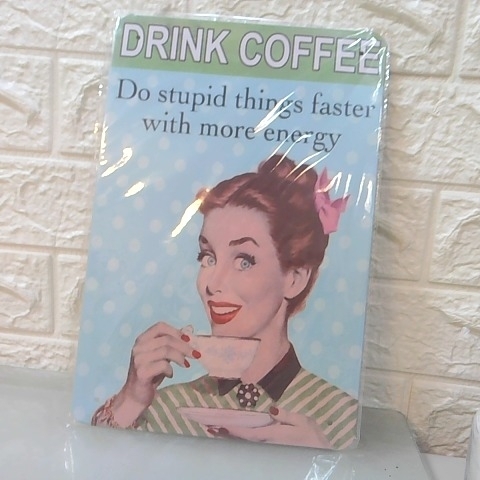 DRINK COFFEE
Do stupid things faster
with more energy